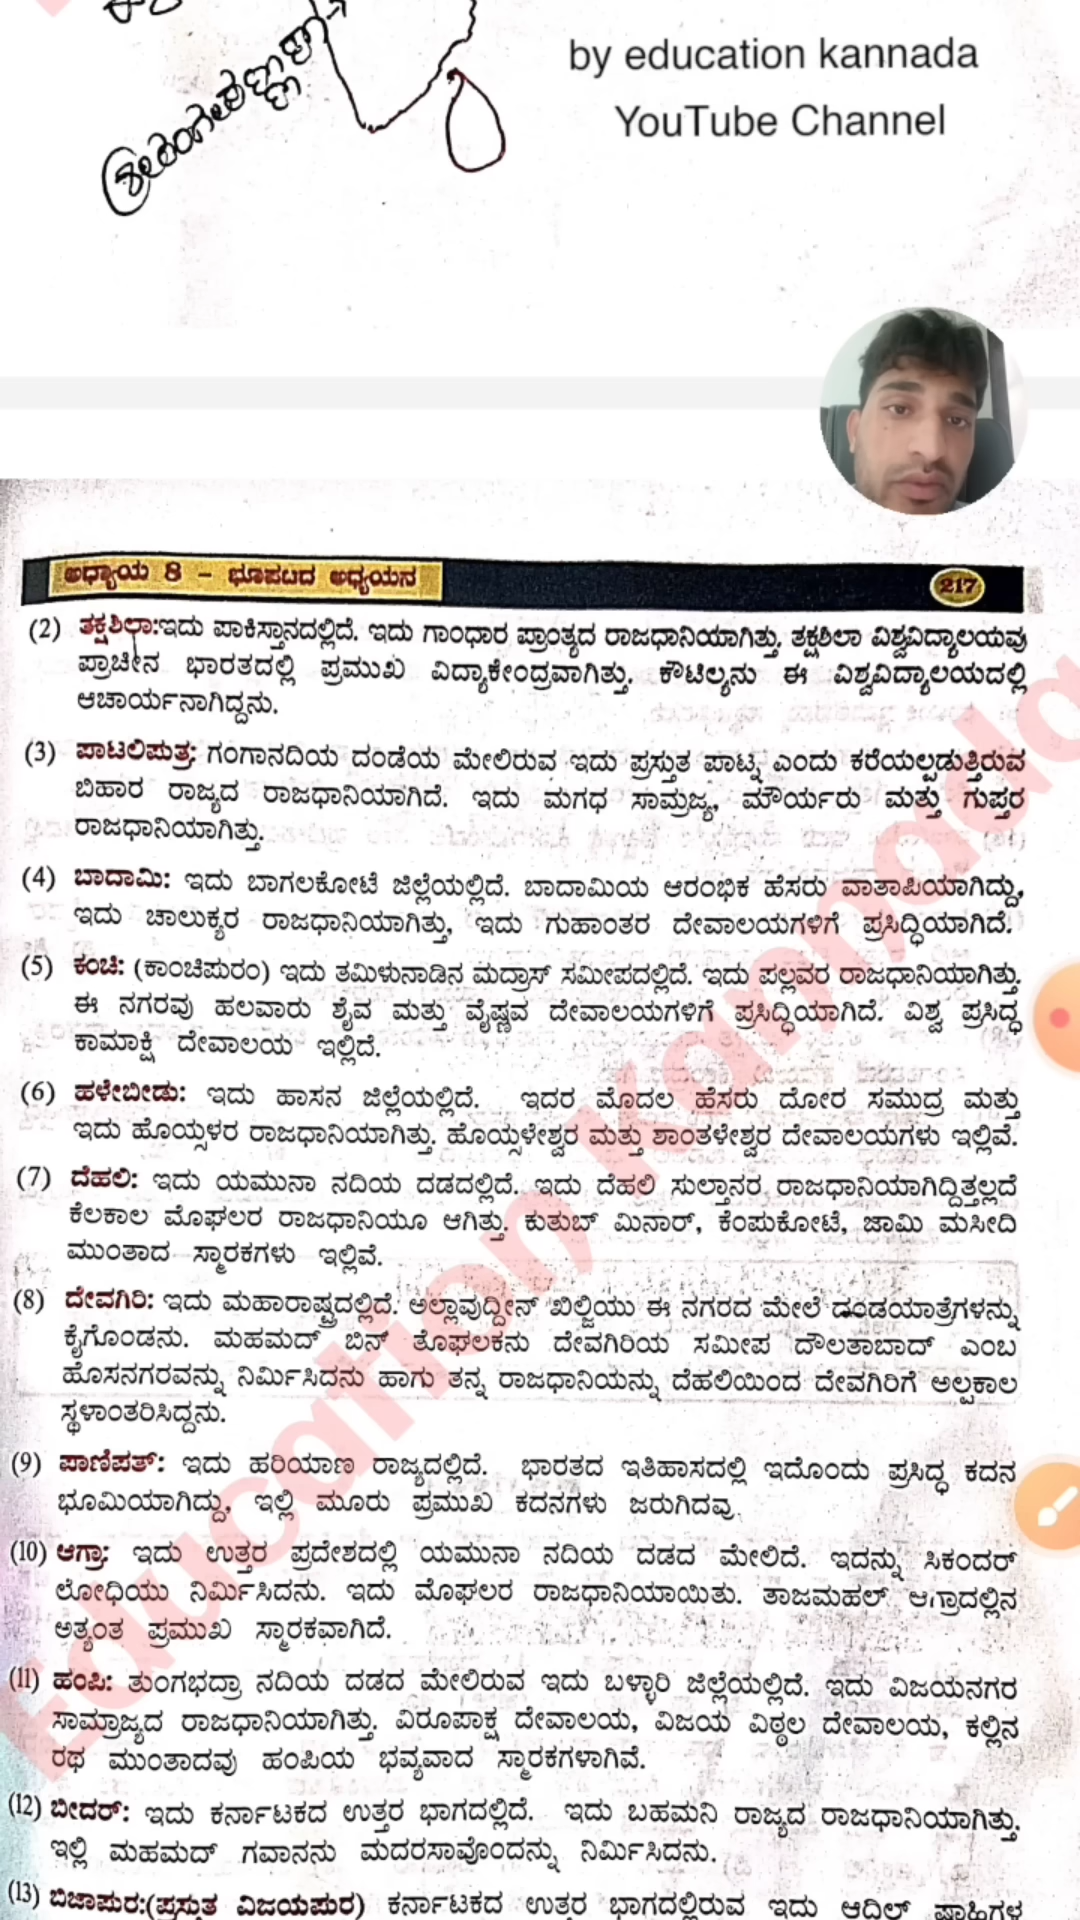 by education kannada
YouTube Channel
ಅಧ್ಯಾಯ 8 – ಭೂಪಟದ ಅಧ್ಯಯನ 217
(2) ತಕ್ಷಶಿಲಾ:ಇದು ಪಾಕಿಸ್ತಾನದಲ್ಲಿದೆ. ಇದು ಗಾಂಧಾರ ಪ್ರಾಂತ್ಯದ ರಾಜಧಾನಿಯಾಗಿತ್ತು. ತಕ್ಷಶಿಲಾ ವಿಶ್ವವಿದ್ಯಾಲಯವು
ಪ್ರಾಚೀನ ಭಾರತದಲ್ಲಿ ಪ್ರಮುಖ ವಿದ್ಯಾಕೇಂದ್ರವಾಗಿತ್ತು. ಕೌಟಿಲ್ಯನು ಈ ವಿಶ್ವವಿದ್ಯಾಲಯದಲ್ಲಿ
ಆಚಾರ್ಯನಾಗಿದ್ದನು.
(3) ಪಾಟಲಿಪುತ್ರ: ಗಂಗಾನದಿಯ ದಂಡೆಯ ಮೇಲಿರುವ ಇದು ಪ್ರಸ್ತುತ ಪಾಟ್ನ ಎಂದು ಕರೆಯಲ್ಪಡುತ್ತಿರುವ
ಬಿಹಾರ ರಾಜ್ಯದ ರಾಜಧಾನಿಯಾಗಿದೆ. ಇದು ಮಗಧ ಸಾಮ್ರಜ್ಯ, ಮೌರ್ಯರು ಮತ್ತು ಗುಪ್ತರ
ರಾಜಧಾನಿಯಾಗಿತ್ತು.
(4) ಬಾದಾಮಿ: ಇದು ಬಾಗಲಕೋಟೆ ಜಿಲ್ಲೆಯಲ್ಲಿದೆ. ಬಾದಾಮಿಯ ಆರಂಭಿಕ ಹೆಸರು ವಾತಾಪಿಯಾಗಿದ್ದು,
ಇದು ಚಾಲುಕ್ಯರ ರಾಜಧಾನಿಯಾಗಿತ್ತು, ಇದು ಗುಹಾಂತರ ದೇವಾಲಯಗಳಿಗೆ ಪ್ರಸಿದ್ಧಿಯಾಗಿದೆ.
(5) ಕಂಚಿ: (ಕಾಂಚಿಪುರಂ) ಇದು ತಮಿಳುನಾಡಿನ ಮದ್ರಾಸ್ ಸಮೀಪದಲ್ಲಿದೆ. ಇದು ಪಲ್ಲವರ ರಾಜಧಾನಿಯಾಗಿತ್ತು.
ಈ ನಗರವು ಹಲವಾರು ಶೈವ ಮತ್ತು ವೈಷ್ಣವ ದೇವಾಲಯಗಳಿಗೆ ಪ್ರಸಿದ್ಧಿಯಾಗಿದೆ. ವಿಶ್ವ ಪ್ರಸಿದ್ಧ
ಕಾಮಾಕ್ಷಿ ದೇವಾಲಯ ಇಲ್ಲಿದೆ.
(6) ಹಳೇಬೀಡು: ಇದು ಹಾಸನ ಜಿಲ್ಲೆಯಲ್ಲಿದೆ. ಇದರ ಮೊದಲ ಹೆಸರು ದೋರ ಸಮುದ್ರ ಮತ್ತು
ಇದು ಹೊಯ್ಸಳರ ರಾಜಧಾನಿಯಾಗಿತ್ತು. ಹೊಯ್ಸಳೇಶ್ವರ ಮತ್ತು ಶಾಂತಳೇಶ್ವರ ದೇವಾಲಯಗಳು ಇಲ್ಲಿವೆ.
(7) ದೆಹಲಿ: ಇದು ಯಮುನಾ ನದಿಯ ದಡದಲ್ಲಿದೆ. ಇದು ದೆಹಲಿ ಸುಲ್ತಾನರ ರಾಜಧಾನಿಯಾಗಿದ್ದಿತ್ತಲ್ಲದೆ
ಕೆಲಕಾಲ ಮೊಘಲರ ರಾಜಧಾನಿಯೂ ಆಗಿತ್ತು. ಕುತುಬ್ ಮಿನಾರ್, ಕೆಂಪುಕೋಟೆ, ಜಾಮಿ ಮಸೀದಿ
ಮುಂತಾದ ಸ್ಮಾರಕಗಳು ಇಲ್ಲಿವೆ.
(8) ದೇವಗಿರಿ: ಇದು ಮಹಾರಾಷ್ಟ್ರದಲ್ಲಿದೆ. ಅಲ್ಲಾವುದ್ದೀನ್ ಖಿಲ್ಜಿಯು ಈ ನಗರದ ಮೇಲೆ ದಂಡಯಾತ್ರೆಗಳನ್ನು
ಕೈಗೊಂಡನು. ಮಹಮದ್ ಬಿನ್ ತೊಘಲಕನು ದೇವಗಿರಿಯ ಸಮೀಪ ದೌಲತಾಬಾದ್ ಎಂಬ
ಹೊಸನಗರವನ್ನು ನಿರ್ಮಿಸಿದನು ಹಾಗು ತನ್ನ ರಾಜಧಾನಿಯನ್ನು ದೆಹಲಿಯಿಂದ ದೇವಗಿರಿಗೆ ಅಲ್ಪಕಾಲ
ಸ್ಥಳಾಂತರಿಸಿದ್ದನು.
(9) ಪಾಣಿಪತ್: ಇದು ಹರಿಯಾಣ ರಾಜ್ಯದಲ್ಲಿದೆ. ಭಾರತದ ಇತಿಹಾಸದಲ್ಲಿ ಇದೊಂದು ಪ್ರಸಿದ್ಧ ಕದನ
ಭೂಮಿಯಾಗಿದ್ದು, ಇಲ್ಲಿ ಮೂರು ಪ್ರಮುಖ ಕದನಗಳು ಜರುಗಿದವು.
(10) ಆಗ್ರಾ: ಇದು ಉತ್ತರ ಪ್ರದೇಶದಲ್ಲಿ ಯಮುನಾ ನದಿಯ ದಡದ ಮೇಲಿದೆ. ಇದನ್ನು ಸಿಕಂದರ್
ಲೋಧಿಯು ನಿರ್ಮಿಸಿದನು. ಇದು ಮೊಘಲರ ರಾಜಧಾನಿಯಾಯಿತು. ತಾಜಮಹಲ್ ಆಗ್ರಾದಲ್ಲಿನ
ಅತ್ಯಂತ ಪ್ರಮುಖ ಸ್ಮಾರಕವಾಗಿದೆ.
(11) ಹಂಪಿ: ತುಂಗಭದ್ರಾ ನದಿಯ ದಡದ ಮೇಲಿರುವ ಇದು ಬಳ್ಳಾರಿ ಜಿಲ್ಲೆಯಲ್ಲಿದೆ. ಇದು ವಿಜಯನಗರ
ಸಾಮ್ರಾಜ್ಯದ ರಾಜಧಾನಿಯಾಗಿತ್ತು. ವಿರೂಪಾಕ್ಷ ದೇವಾಲಯ, ವಿಜಯ ವಿಠ್ಠಲ ದೇವಾಲಯ, ಕಲ್ಲಿನ
ರಥ ಮುಂತಾದವು ಹಂಪಿಯ ಭವ್ಯವಾದ ಸ್ಮಾರಕಗಳಾಗಿವೆ.
(12) ಬೀದರ್: ಇದು ಕರ್ನಾಟಕದ ಉತ್ತರ ಭಾಗದಲ್ಲಿದೆ. ಇದು ಬಹಮನಿ ರಾಜ್ಯದ ರಾಜಧಾನಿಯಾಗಿತ್ತು.
ಇಲ್ಲಿ ಮಹಮದ್ ಗವಾನನು ಮದರಸಾವೊಂದನ್ನು ನಿರ್ಮಿಸಿದನು.
(13) ಬಿಜಾಪುರ:(ಪ್ರಸ್ತುತ ವಿಜಯಪುರ) ಕರ್ನಾಟಕದ ಉತ್ತರ ಭಾಗದಲ್ಲಿರುವ ಇದು ಆದಿಲ್ ಷಾಹಿಗಳ
Education Kannada